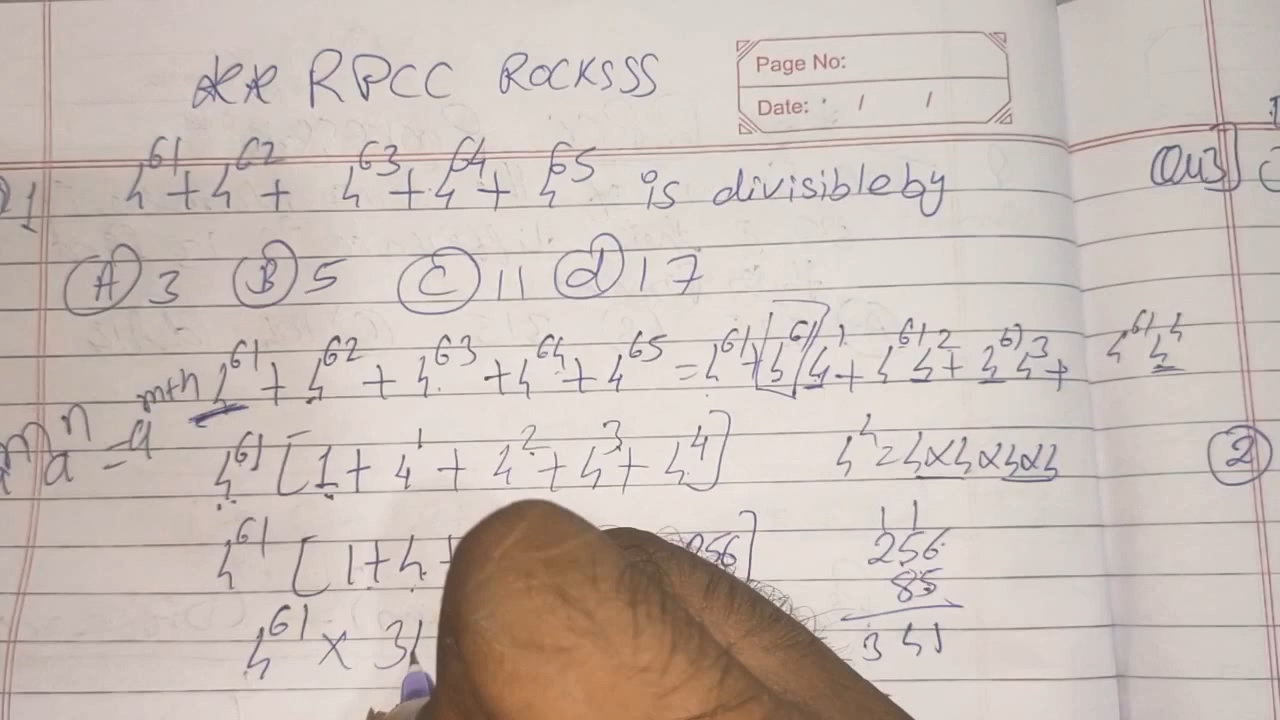 RPCC ROCKSSS
Page No:
Date: / /
4^61 + 4^62 + 4^63 + 4^64 + 4^65 is divisible by
Ⓐ 3 Ⓑ 5 Ⓒ 11 ⓓ 17
4^61 + 4^62 + 4^63 + 4^64 + 4^65 = 4^61 + 4^61 4^1 + 4^61 4^2 + 4^61 4^3 + 4^61 4^4
a^n = a^m+n
4^61 [1 + 4^1 + 4^2 + 4^3 + 4^4]
4^4 = 4×4×4×4
②
4^61 [1 + 4 + 256]
1 1
256
85
341
4^61 × 3